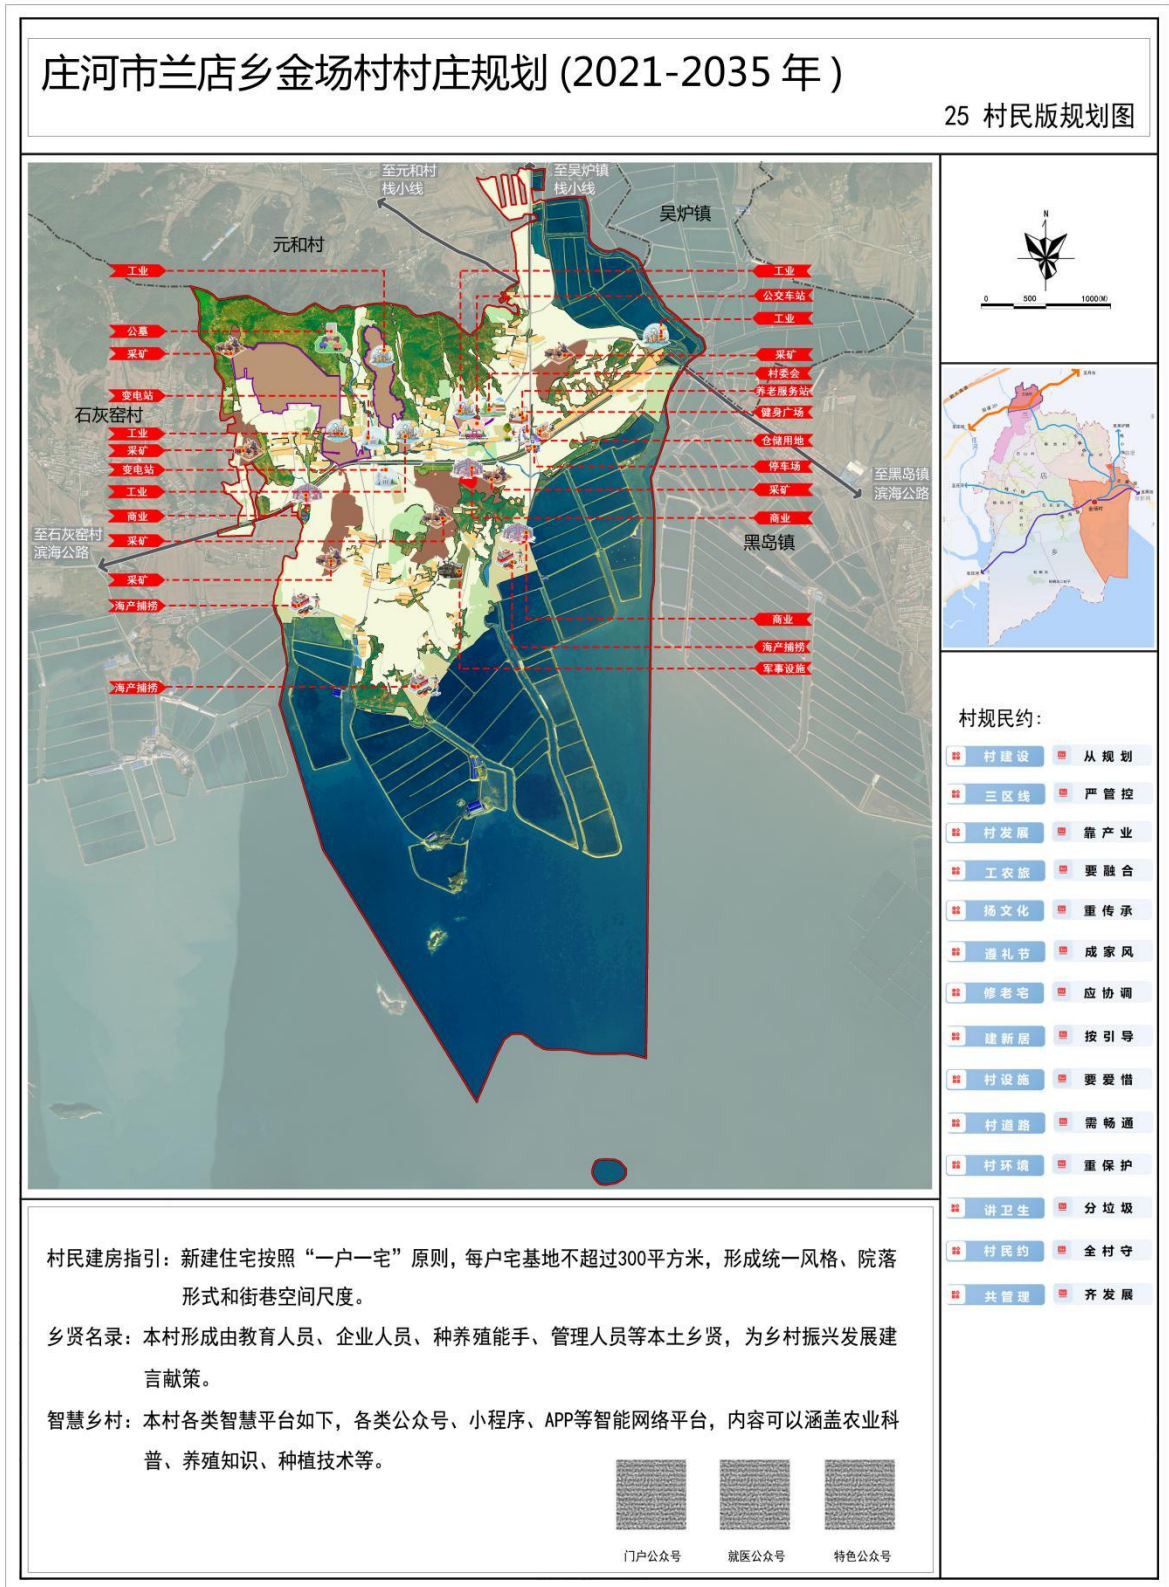 庄河市兰店乡金场村村庄规划 (2021-2035 年)
25 村民版规划图
至元和村
栈小线
至吴炉镇
栈小线
吴炉镇
元和村
工业
公墓
采矿
变电站
石灰窑村
工业
采矿
变电站
工业
商业
采矿
至石灰窑村
滨海公路
采矿
海产捕捞
海产捕捞
工业
公交车站
工业
采矿
村委会
养老服务站
健身广场
仓储用地
停车场
采矿
商业
至黑岛镇
滨海公路
黑岛镇
商业
海产捕捞
军事设施
N
0 500 1000(M)
店
乡
金场村
村规民约:
村建设 从规划
三区线 严管控
村发展 靠产业
工农旅 要融合
扬文化 重传承
遵礼节 成家风
修老宅 应协调
建新居 按引导
村设施 要爱惜
村道路 需畅通
村环境 重保护
讲卫生 分垃圾
村民约 全村守
共管理 齐发展
村民建房指引: 新建住宅按照“一户一宅”原则, 每户宅基地不超过300平方米, 形成统一风格、院落
形式和街巷空间尺度。
乡贤名录: 本村形成由教育人员、企业人员、种养殖能手、管理人员等本土乡贤, 为乡村振兴发展建
言献策。
智慧乡村: 本村各类智慧平台如下, 各类公众号、小程序、APP等智能网络平台, 内容可以涵盖农业科
普、养殖知识、种植技术等。
门户公众号 就医公众号 特色公众号